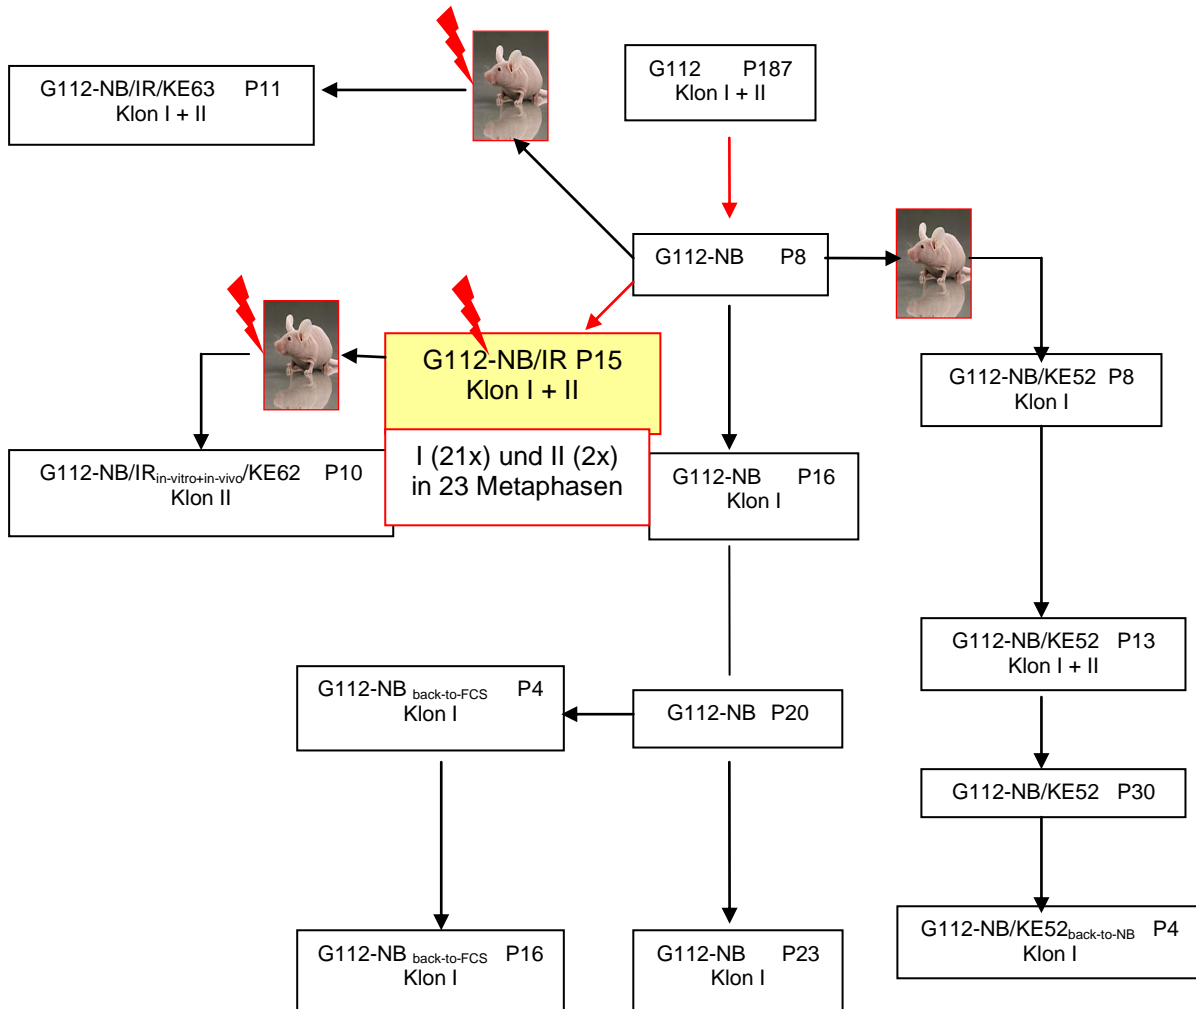 G112 P187
Klon I + II
G112-NB/IR/KE63 P11
Klon I + II
G112-NB P8
G112-NB/IR P15
Klon I + II
I (21x) und II (2x)
in 23 Metaphasen
G112-NB/KE52 P8
Klon I
G112-NB/IRin-vitro+in-vivo/KE62 P10
Klon II
G112-NB P16
Klon I
G112-NB/KE52 P13
Klon I + II
G112-NB back-to-FCS P4
Klon I
G112-NB P20
G112-NB/KE52 P30
G112-NB/KE52back-to-NB P4
Klon I
G112-NB back-to-FCS P16
Klon I
G112-NB P23
Klon I